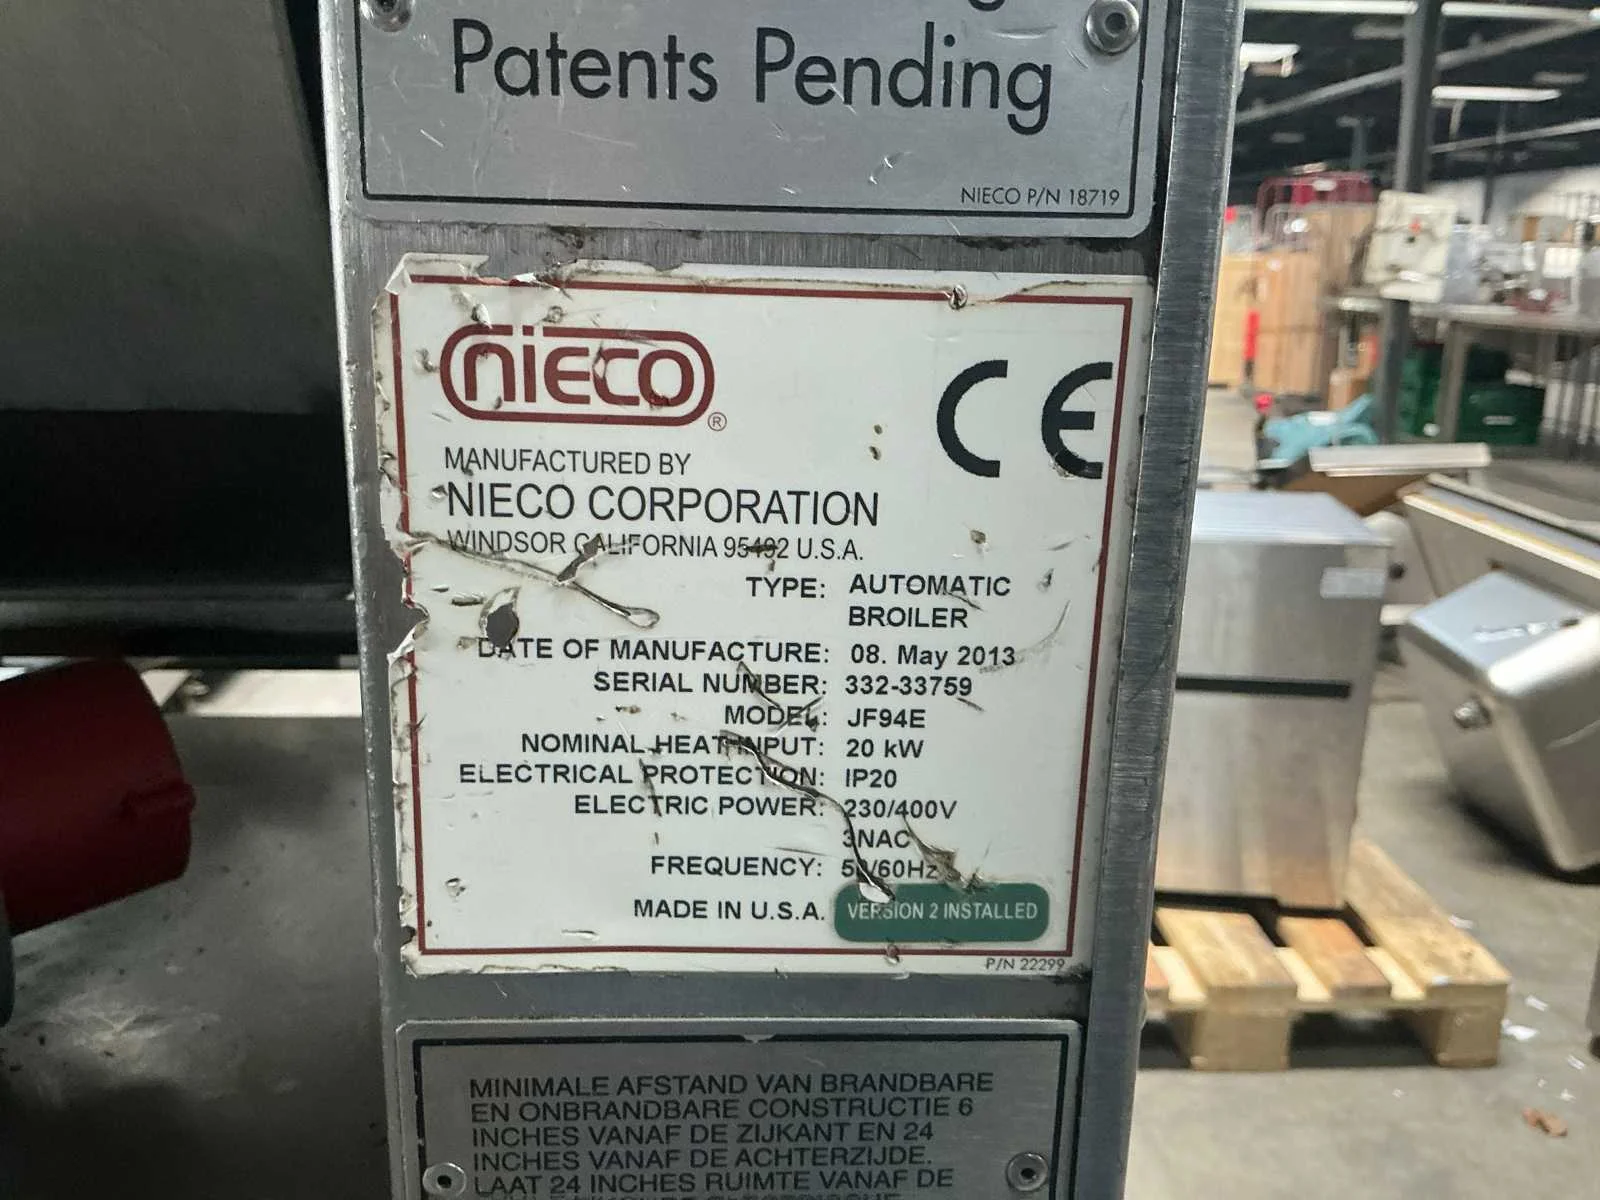 Patents Pending
NIECO P/N 18719
nieco®
CE
MANUFACTURED BY
NIECO CORPORATION
WINDSOR CALIFORNIA 95492 U.S.A.
TYPE: AUTOMATIC
BROILER
DATE OF MANUFACTURE: 08. May 2013
SERIAL NUMBER: 332-33759
MODEL: JF94E
NOMINAL HEAT INPUT: 20 kW
ELECTRICAL PROTECTION: IP20
ELECTRIC POWER: 230/400V
3NAC
FREQUENCY: 50/60Hz
MADE IN U.S.A. VERSION 2 INSTALLED
P/N 22299
MINIMALE AFSTAND VAN BRANDBARE
EN ONBRANDBARE CONSTRUCTIE 6
INCHES VANAF DE ZIJKANT EN 24
INCHES VANAF DE ACHTERZIJDE.
LAAT 24 INCHES RUIMTE VANAF DE